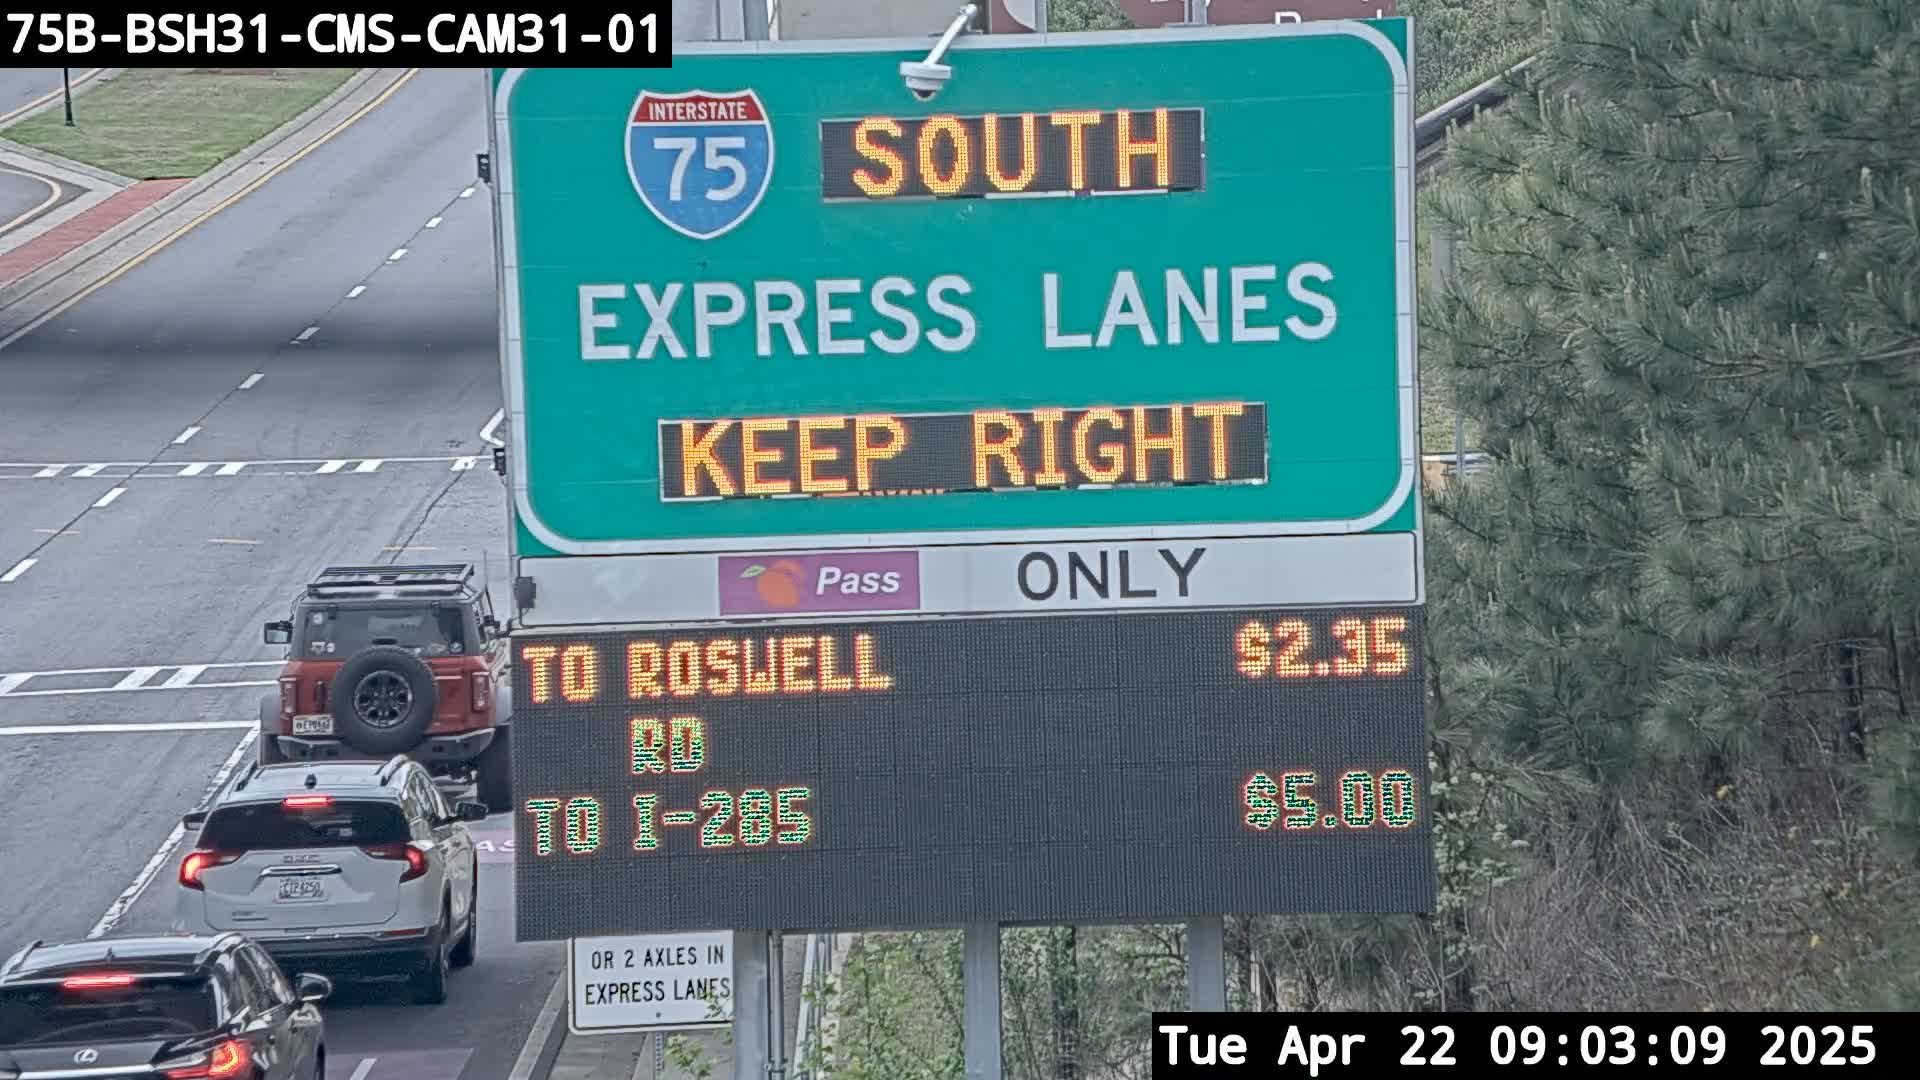 75B-BSH31-CMS-CAM31-01
INTERSTATE
75
SOUTH
EXPRESS LANES
KEEP RIGHT
Pass
ONLY
TO ROSWELL $2.35
RD
TO I-285 $5.00
OR 2 AXLES IN
EXPRESS LANES
Tue Apr 22 09:03:09 2025